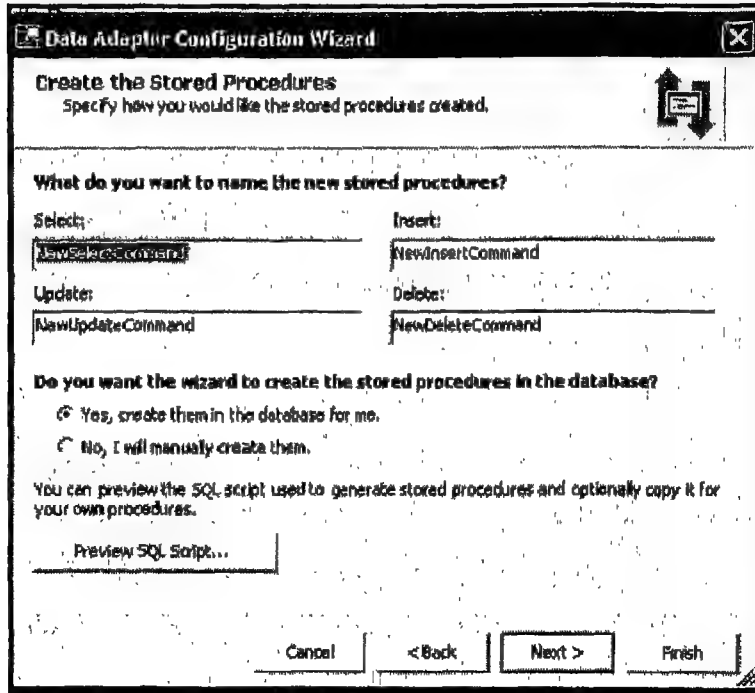 Data Adapter Configuration Wizard
Create the Stored Procedures
Specify how you would like the stored procedures created.
What do you want to name the new stored procedures?
Select: Insert:
NewSelectCommand NewInsertCommand
Update: Delete:
NewUpdateCommand NewDeleteCommand
Do you want the wizard to create the stored procedures in the database?
Yes, create them in the database for me.
No, I will manually create them.
You can preview the SQL script used to generate stored procedures and optionally copy it for
your own procedures.
Preview SQL Script...
Cancel < Back Next > Finish